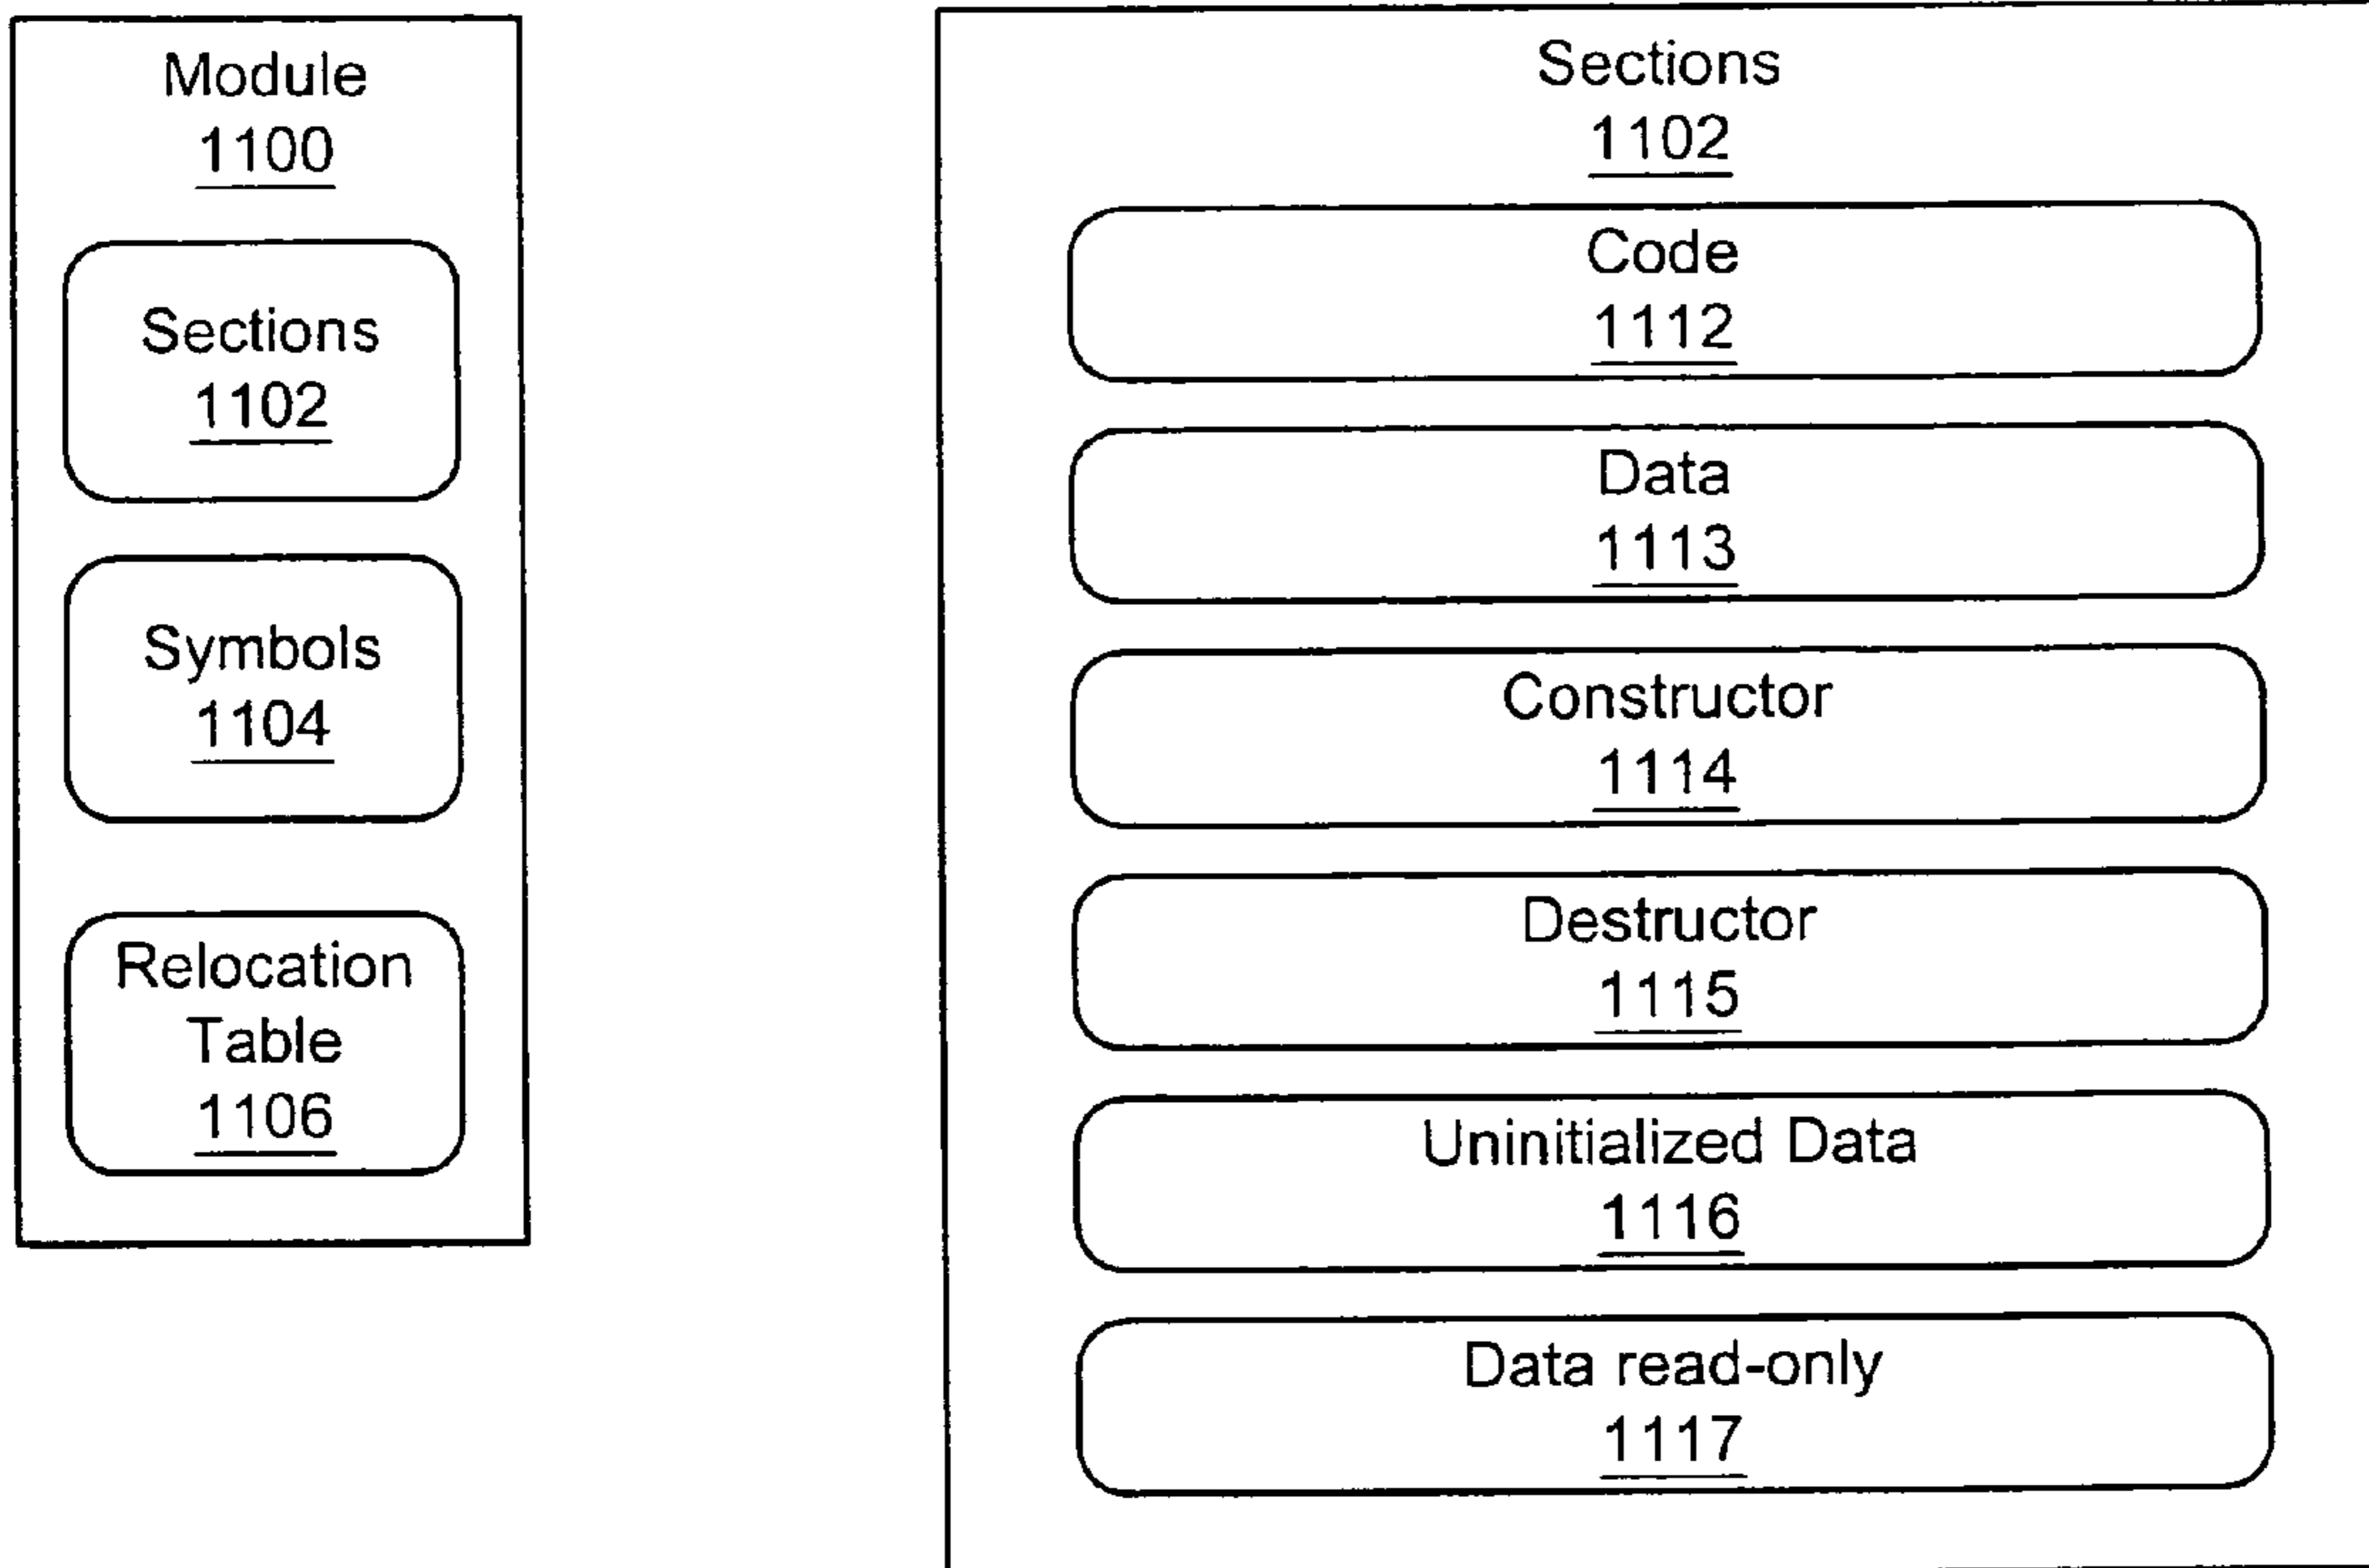 Module
1100
Sections
1102
Symbols
1104
Relocation
Table
1106
Sections
1102
Code
1112
Data
1113
Constructor
1114
Destructor
1115
Uninitialized Data
1116
Data read-only
1117